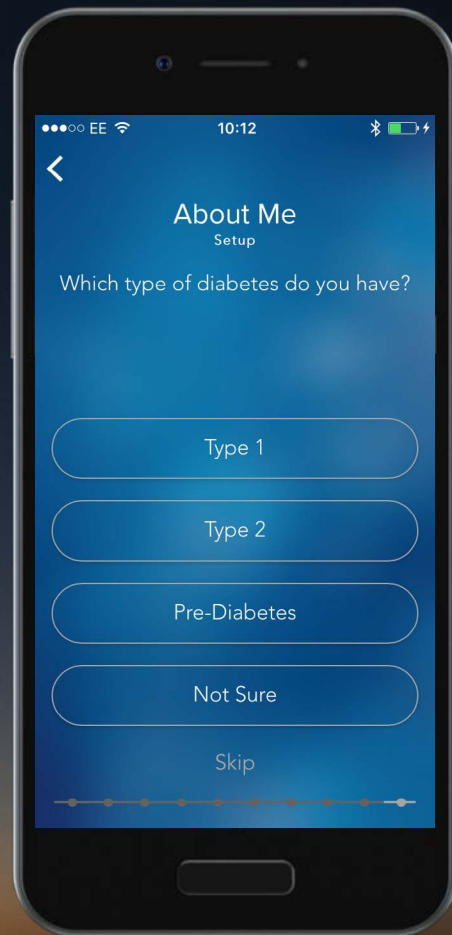 EE 10:12
About Me
Setup
Which type of diabetes do you have?
Type 1
Type 2
Pre-Diabetes
Not Sure
Skip